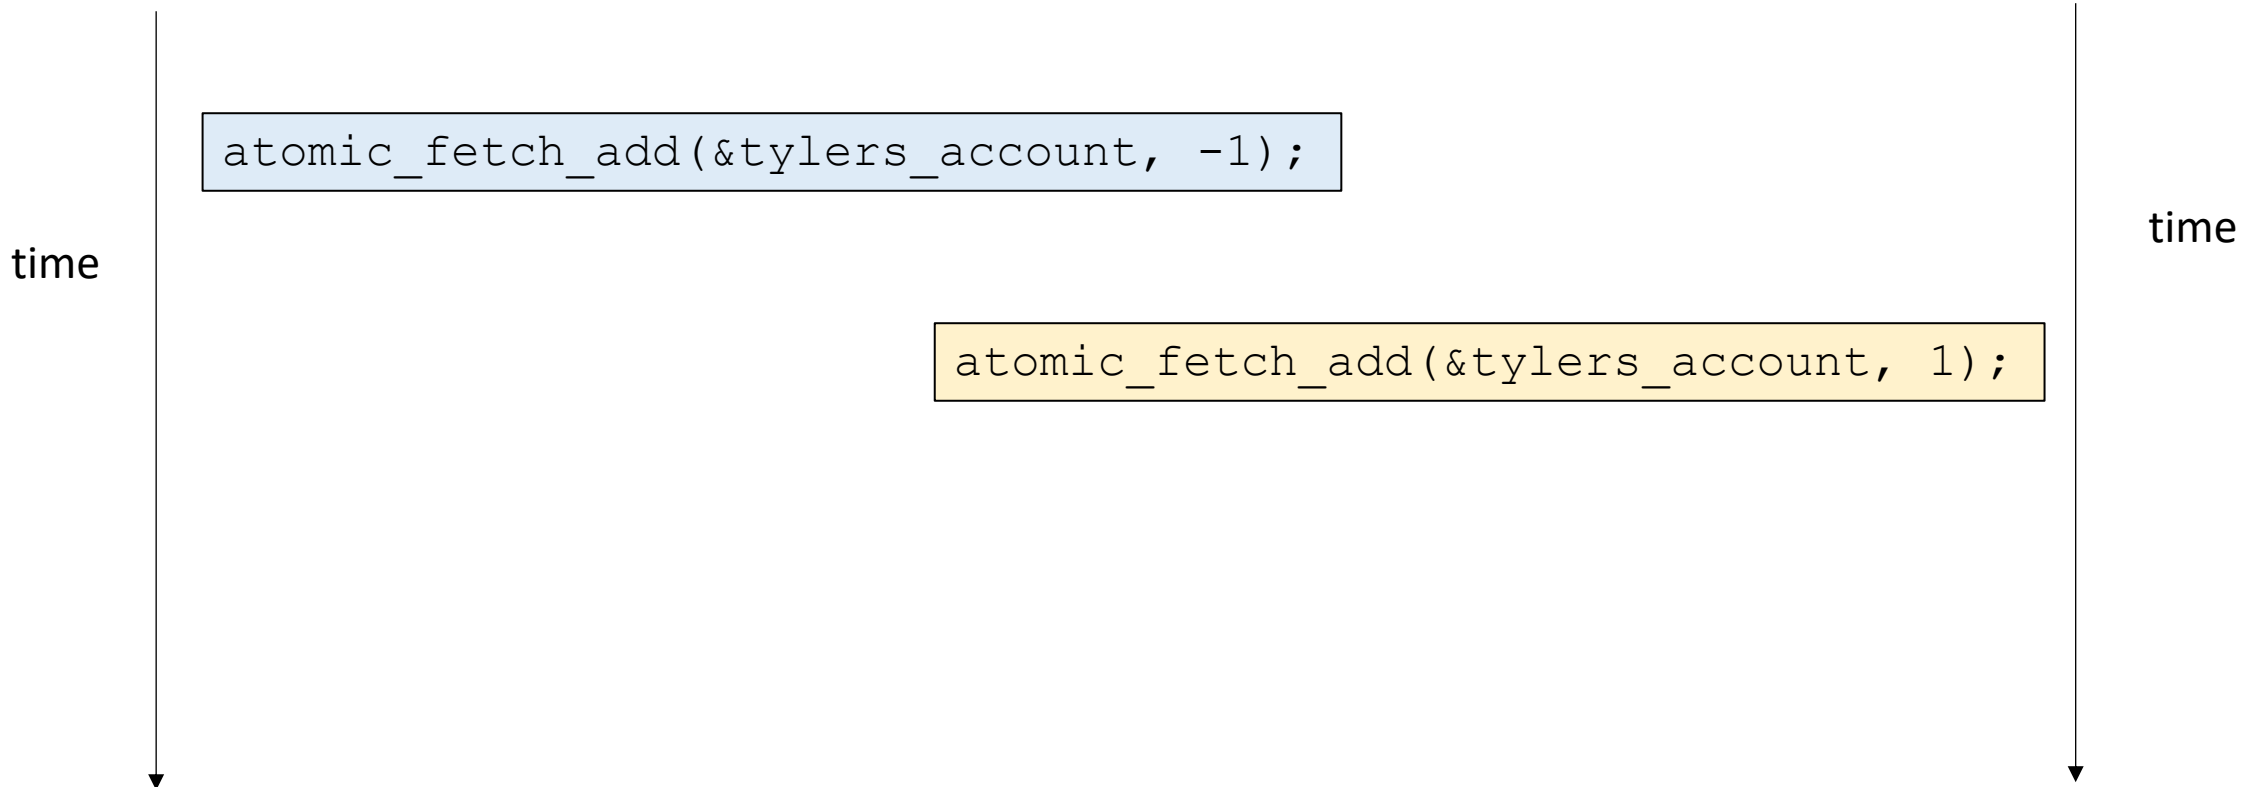 atomic_fetch_add(&tylers_account, -1);
time
time
atomic_fetch_add(&tylers_account, 1);